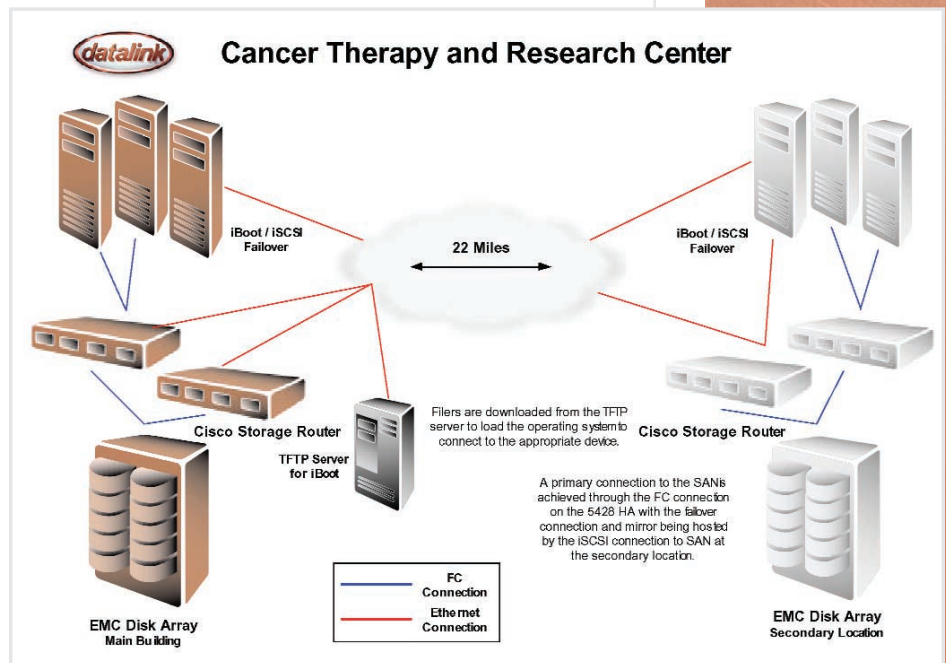 datalink
Cancer Therapy and Research Center
iBoot / iSCSI
Failover
22 Miles
iBoot / iSCSI
Failover
Cisco Storage Router
TFTP Server
for iBoot
Filers are downloaded from the TFTP
server to load the operating system to
connect to the appropriate device.
Cisco Storage Router
A primary connection to the SAN is
achieved through the FC connection
on the 5428 HA with the failover
connection and mirror being hosted
by the iSCSI connection to SAN at
the secondary location.
FC
Connection
Ethernet
Connection
EMC Disk Array
Main Building
EMC Disk Array
Secondary Location